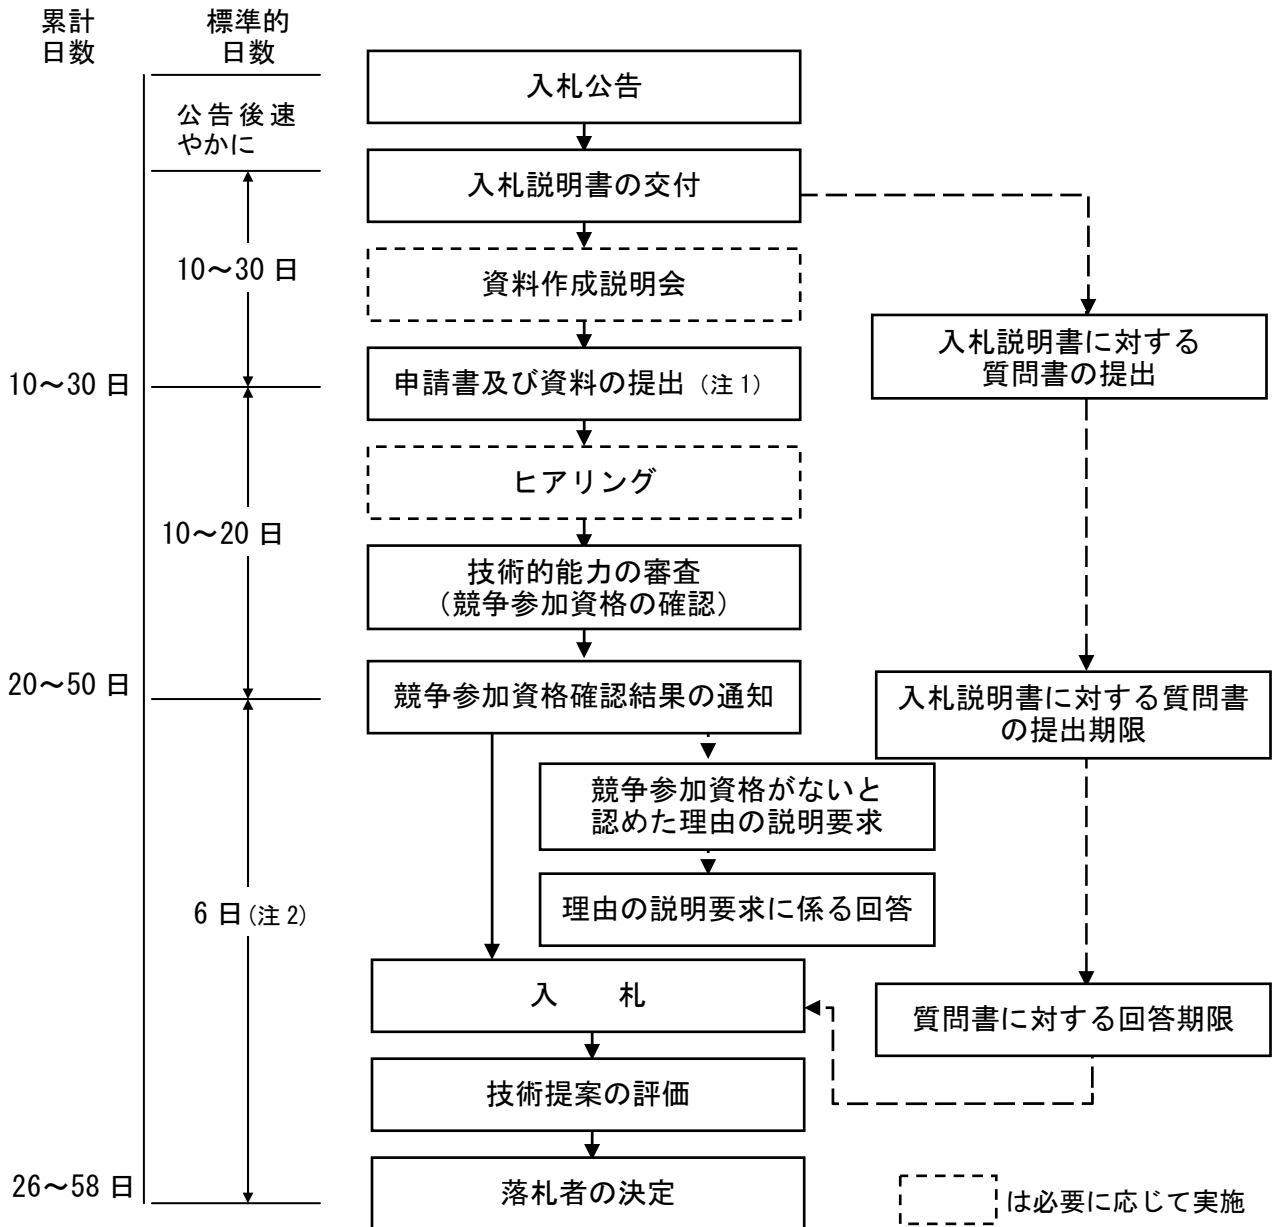 累計
日数
標準的
日数
公告後速
やかに
10～30 日
10～30 日
10～20 日
20～50 日
6 日（注 2）
26～58 日
入札公告
入札説明書の交付
資料作成説明会
申請書及び資料の提出（注 1）
ヒアリング
技術的能力の審査
（競争参加資格の確認）
競争参加資格確認結果の通知
競争参加資格がないと
認めた理由の説明要求
理由の説明要求に係る回答
入　　札
技術提案の評価
落札者の決定
入札説明書に対する
質問書の提出
入札説明書に対する質問書
の提出期限
質問書に対する回答期限
は必要に応じて実施